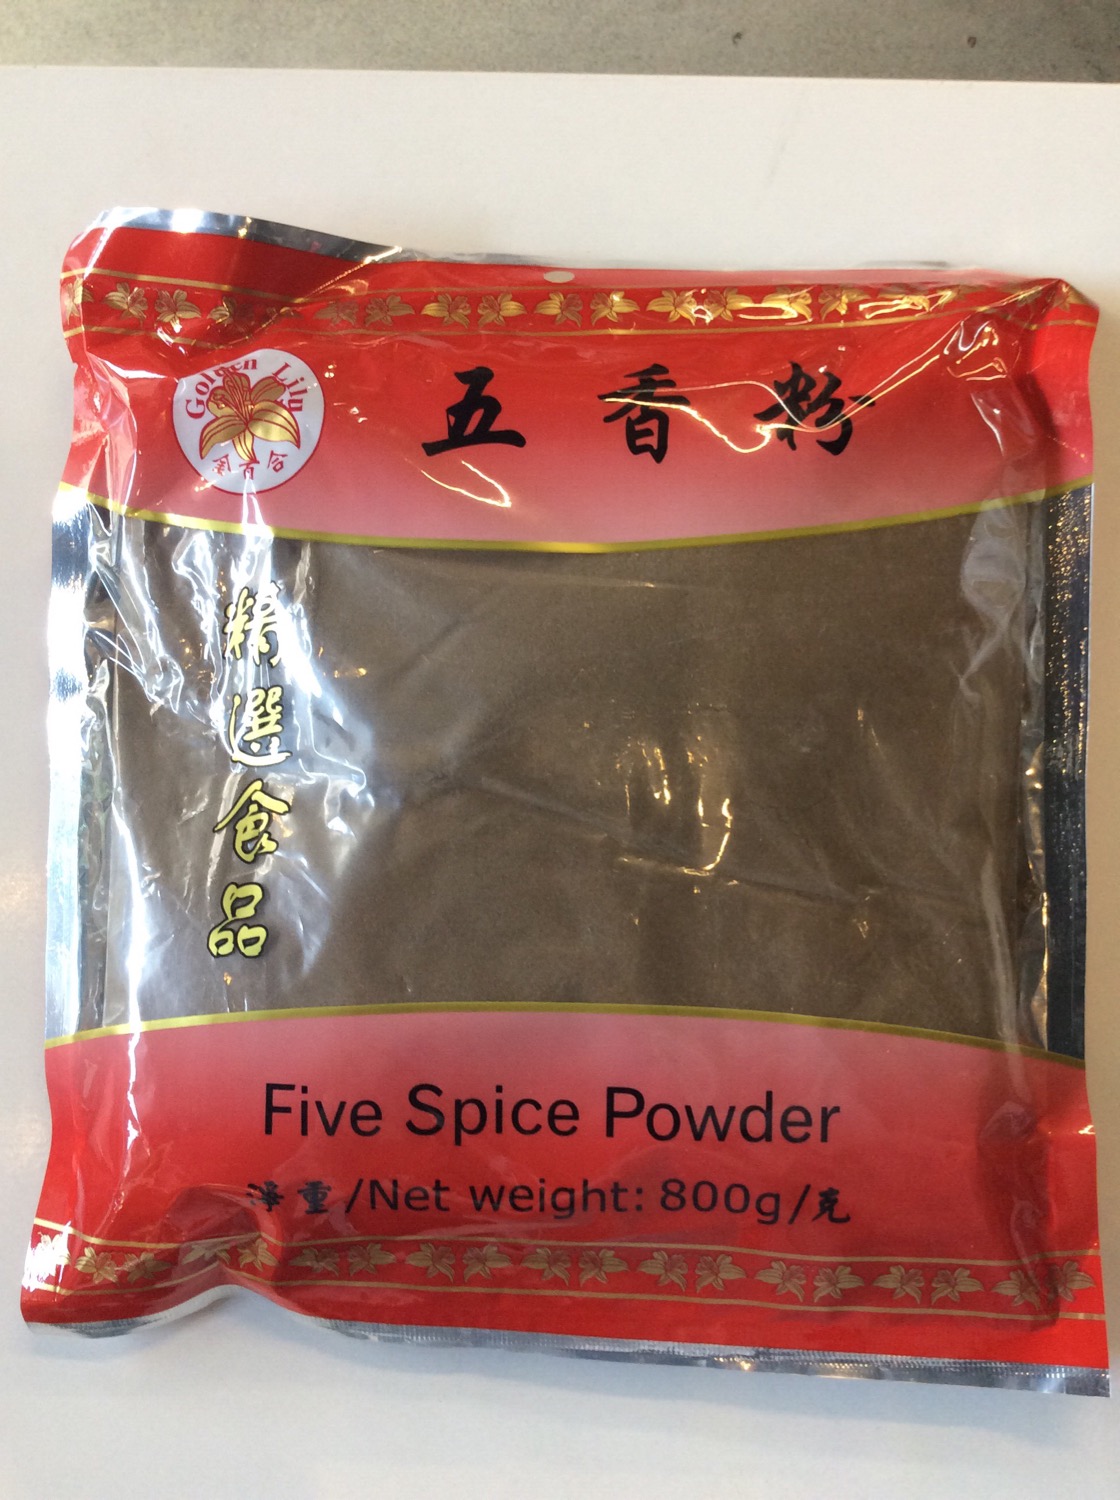 Golden Lily
金百合
五香粉
精選食品
Five Spice Powder
淨重/Net weight: 800g/克